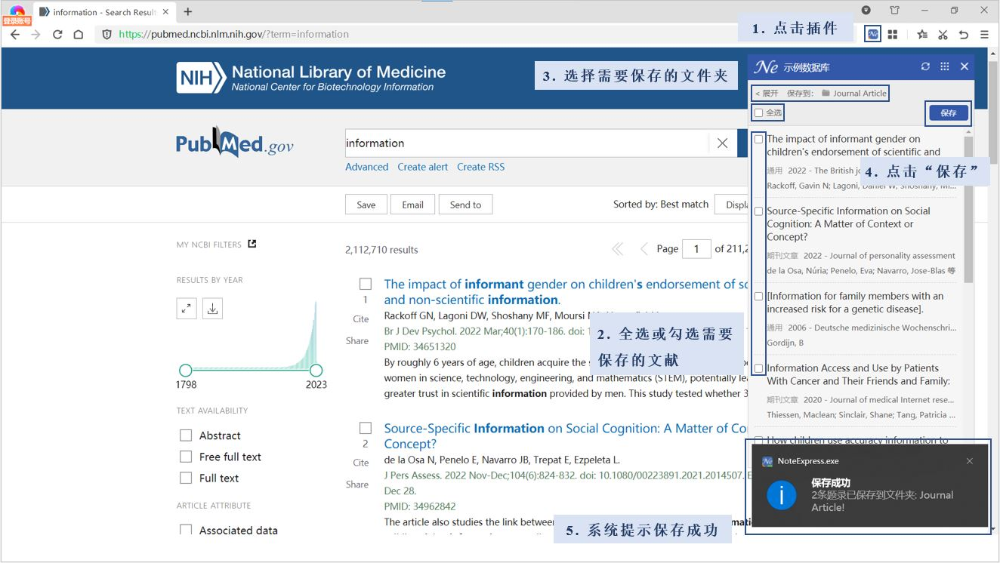 登录账号
information - Search Result
1. 点击插件
https://pubmed.ncbi.nlm.nih.gov/?term=information
NIH
National Library of Medicine
National Center for Biotechnology Information
3. 选择需要保存的文件夹
Ne 示例数据库
< 展开 保存到: Journal Article
全选
保存
PubMed.gov
information
Advanced Create alert Create RSS
The impact of informant gender on
children's endorsement of scientific and
通用 2022 - The British jo
4. 点击“保存”
Rackoff, Gavin N; Lagoni, Daniel W; Shoshany, Mi...
Save Email Send to
Sorted by: Best match
Displa
Source-Specific Information on Social
Cognition: A Matter of Context or
Concept?
期刊文章 2022 - Journal of personality assessment
de la Osa, Núria; Penelo, Eva; Navarro, Jose-Blas 等
MY NCBI FILTERS
2,112,710 results
Page 1 of 211,2
RESULTS BY YEAR
1798
2023
The impact of informant gender on children's endorsement of sc
and non-scientific information.
1
Cite
Share
Rackoff GN, Lagoni DW, Shoshany MF, Moursi
Br J Dev Psychol. 2022 Mar;40(1):170-186. doi: 1
PMID: 34651320
By roughly 6 years of age, children acquire the s
women in science, technology, engineering, and mathematics (STEM), potentially lea
greater trust in scientific information provided by men. This study tested whether 3
2. 全选或勾选需要
保存的文献
[Information for family members with an
increased risk for a genetic disease].
通用 2006 - Deutsche medizinische Wochenschri...
Gordijn, B
Information Access and Use by Patients
With Cancer and Their Friends and Family:
期刊文章 2020 - Journal of medical Internet rese...
Thiessen, Maclean; Sinclair, Shane; Tang, Patricia ...
How children use accuracy information to
TEXT AVAILABILITY
Abstract
Free full text
Full text
ARTICLE ATTRIBUTE
Associated data
Source-Specific Information on Social Cognition: A Matter of Co
Concept?
2
Cite
Share
de la Osa N, Penelo E, Navarro JB, Trepat E, Ezpeleta L.
J Pers Assess. 2022 Nov-Dec;104(6):824-832. doi: 10.1080/00223891.2021.2014507. E
Dec 28.
PMID: 34962842
The article also studies the link between
NoteExpress.exe
保存成功
2条题录已保存到文件夹: Journal
Article!
5. 系统提示保存成功